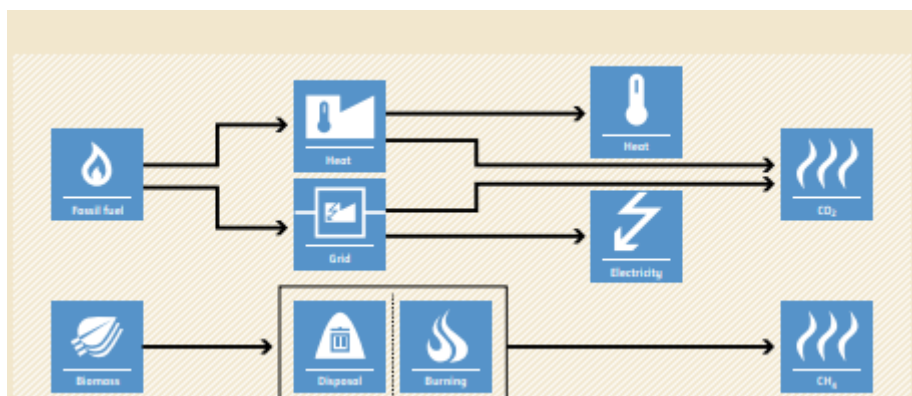 Heat
Heat
Fossil fuel
CO₂
Grid
Electricity
Biomass
Disposal
Burning
CH₄